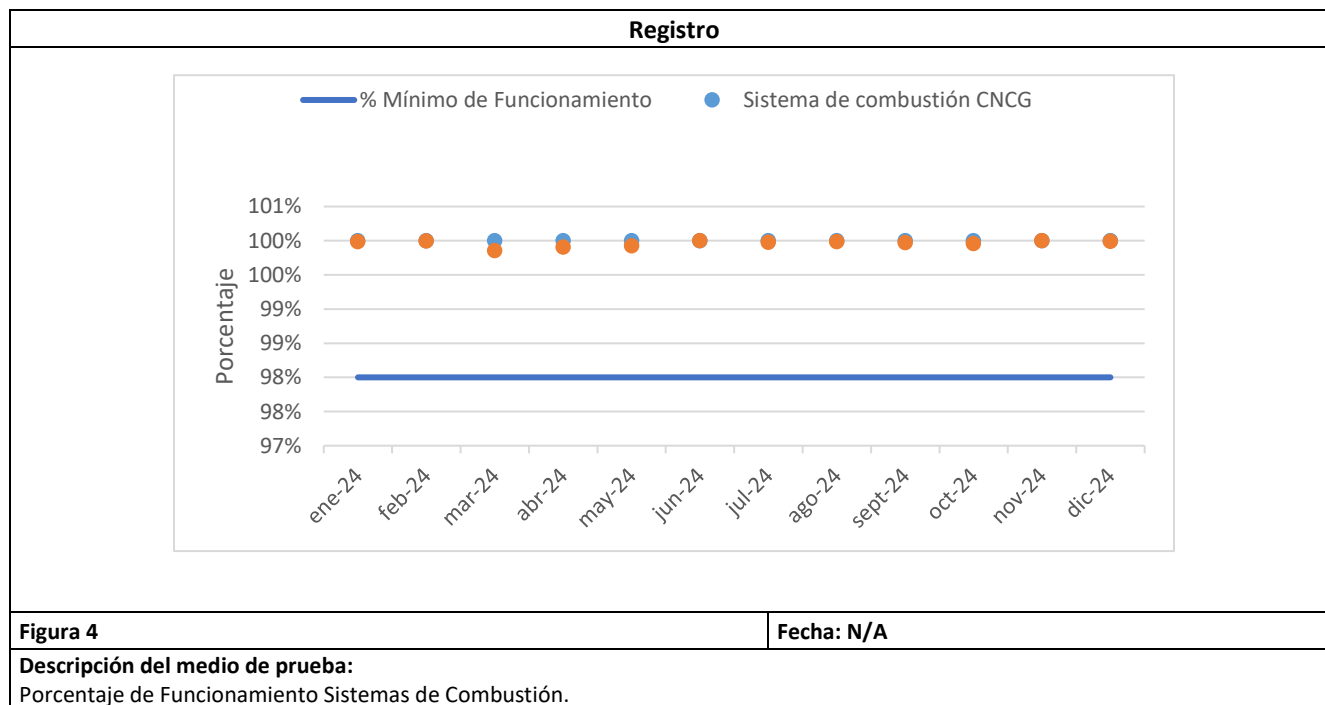 Registro
% Mínimo de Funcionamiento Sistema de combustión CNCG
101%
100%
100%
99%
99%
98%
98%
97%
Porcentaje
ene-24 feb-24 mar-24 abr-24 may-24 jun-24 jul-24 ago-24 sept-24 oct-24 nov-24 dic-24
Figura 4 Fecha: N/A
Descripción del medio de prueba:
Porcentaje de Funcionamiento Sistemas de Combustión.